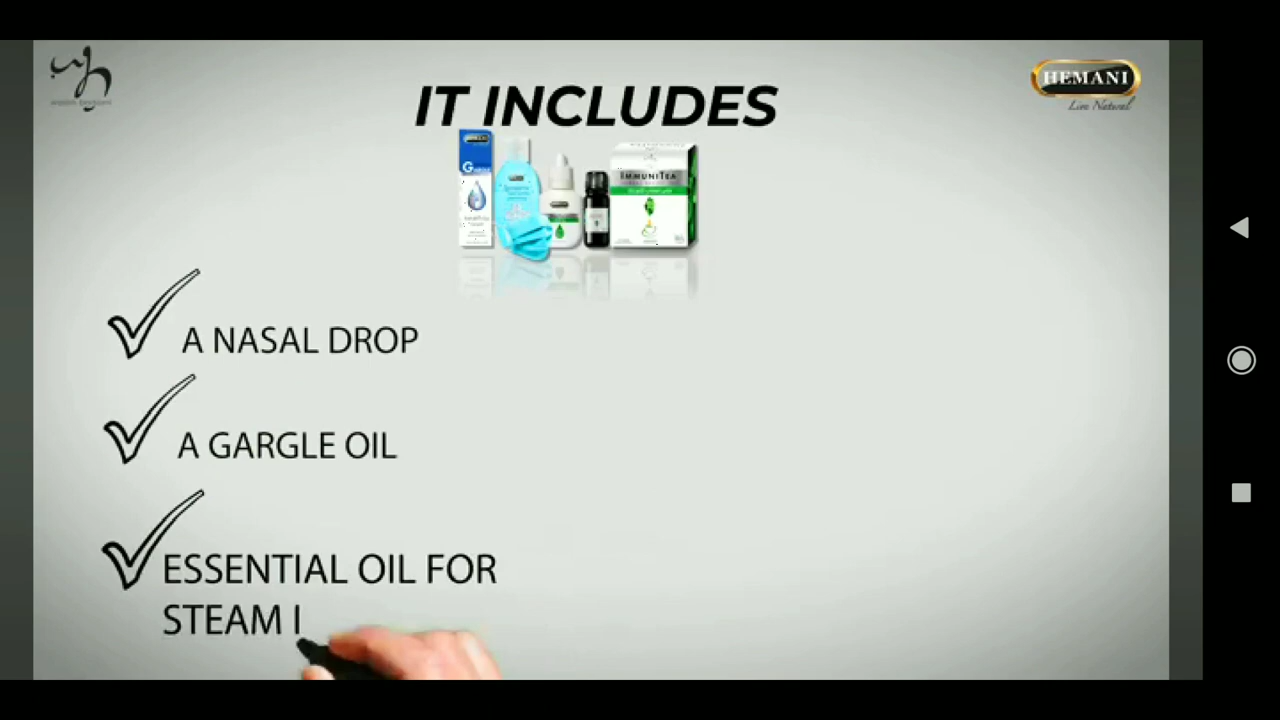 HEMANI
Live Natural
IT INCLUDES
IMMUNITEA
A NASAL DROP
A GARGLE OIL
ESSENTIAL OIL FOR
STEAM I